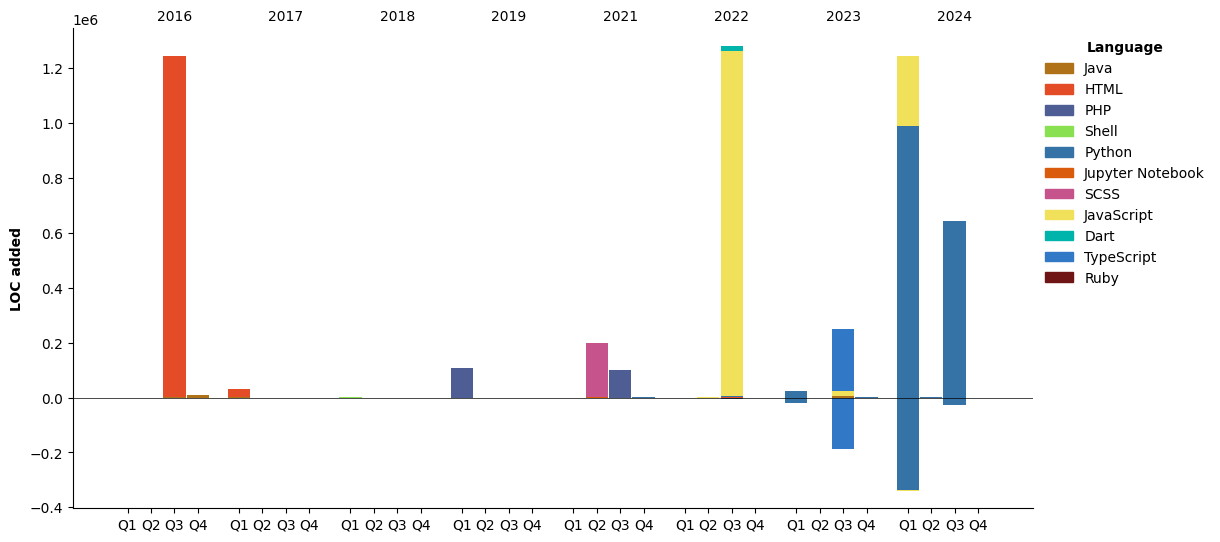 1e6
2016 2017 2018 2019 2021 2022 2023 2024
1.2
1.0
0.8
0.6
0.4
0.2
0.0
−0.2
−0.4
LOC added
Q1 Q2 Q3 Q4 Q1 Q2 Q3 Q4 Q1 Q2 Q3 Q4 Q1 Q2 Q3 Q4 Q1 Q2 Q3 Q4 Q1 Q2 Q3 Q4 Q1 Q2 Q3 Q4 Q1 Q2 Q3 Q4
Language
Java
HTML
PHP
Shell
Python
Jupyter Notebook
SCSS
JavaScript
Dart
TypeScript
Ruby